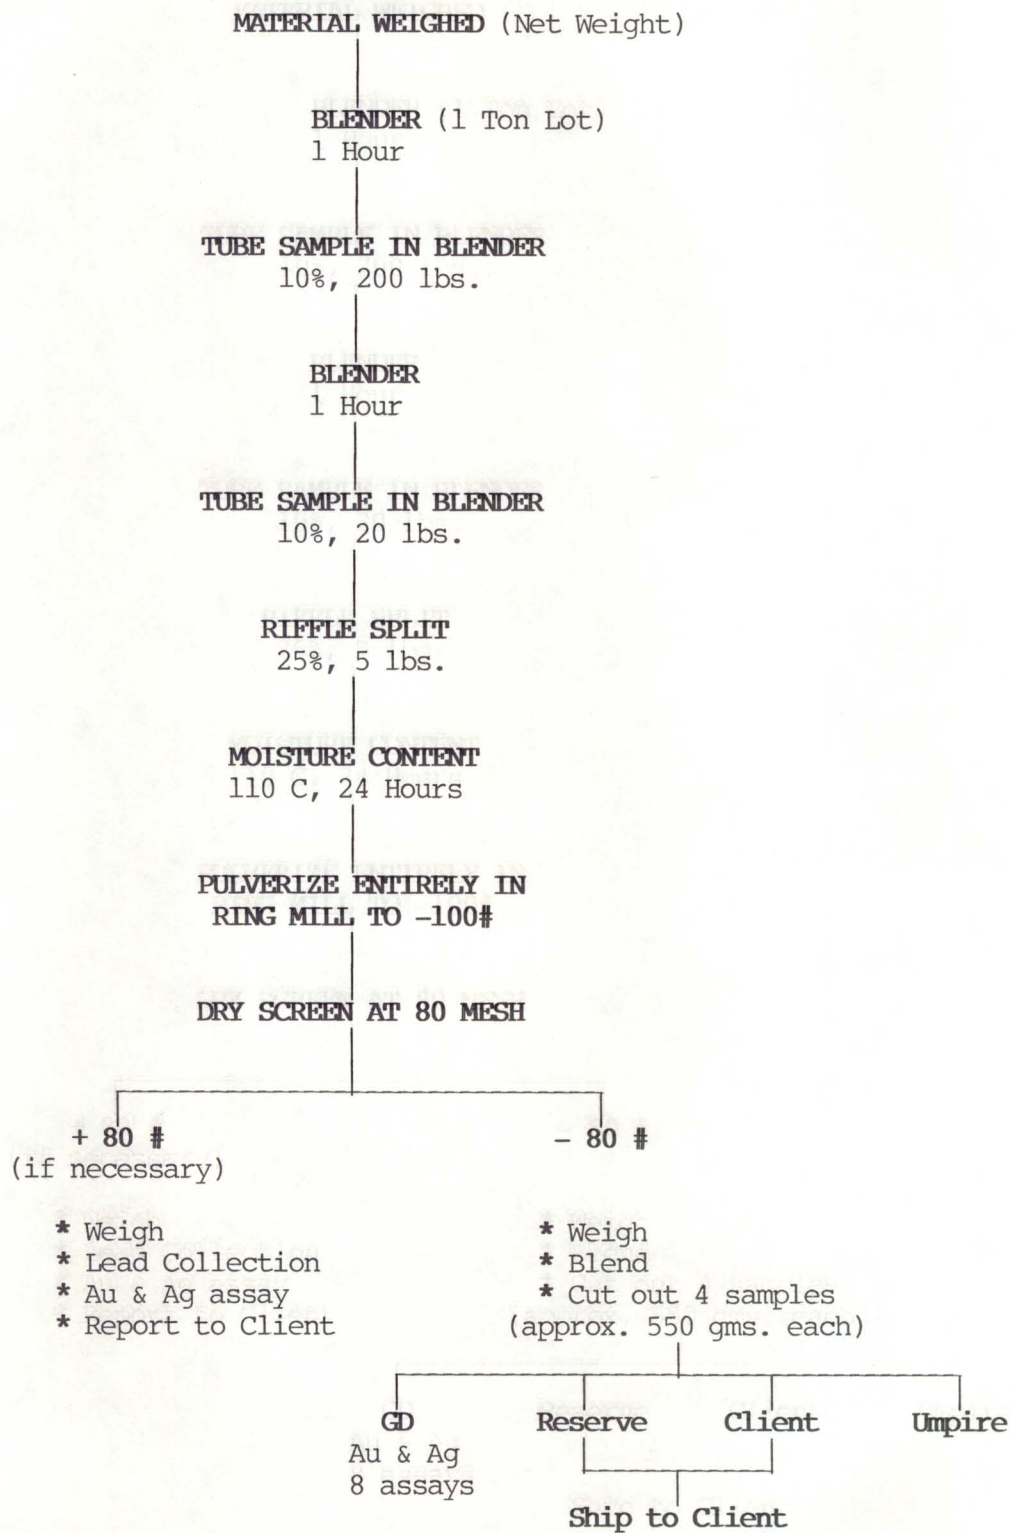 MATERIAL WEIGHED (Net Weight)
BLENDER (1 Ton Lot)
1 Hour
TUBE SAMPLE IN BLENDER
10%, 200 lbs.
BLENDER
1 Hour
TUBE SAMPLE IN BLENDER
10%, 20 lbs.
RIFFLE SPLIT
25%, 5 lbs.
MOISTURE CONTENT
110 C, 24 Hours
PULVERIZE ENTIRELY IN
RING MILL TO -100#
DRY SCREEN AT 80 MESH
+ 80 #
(if necessary)
* Weigh
* Lead Collection
* Au & Ag assay
* Report to Client
- 80 #
* Weigh
* Blend
* Cut out 4 samples
(approx. 550 gms. each)
GD
Au & Ag
8 assays
Reserve
Client
Umpire
Ship to Client